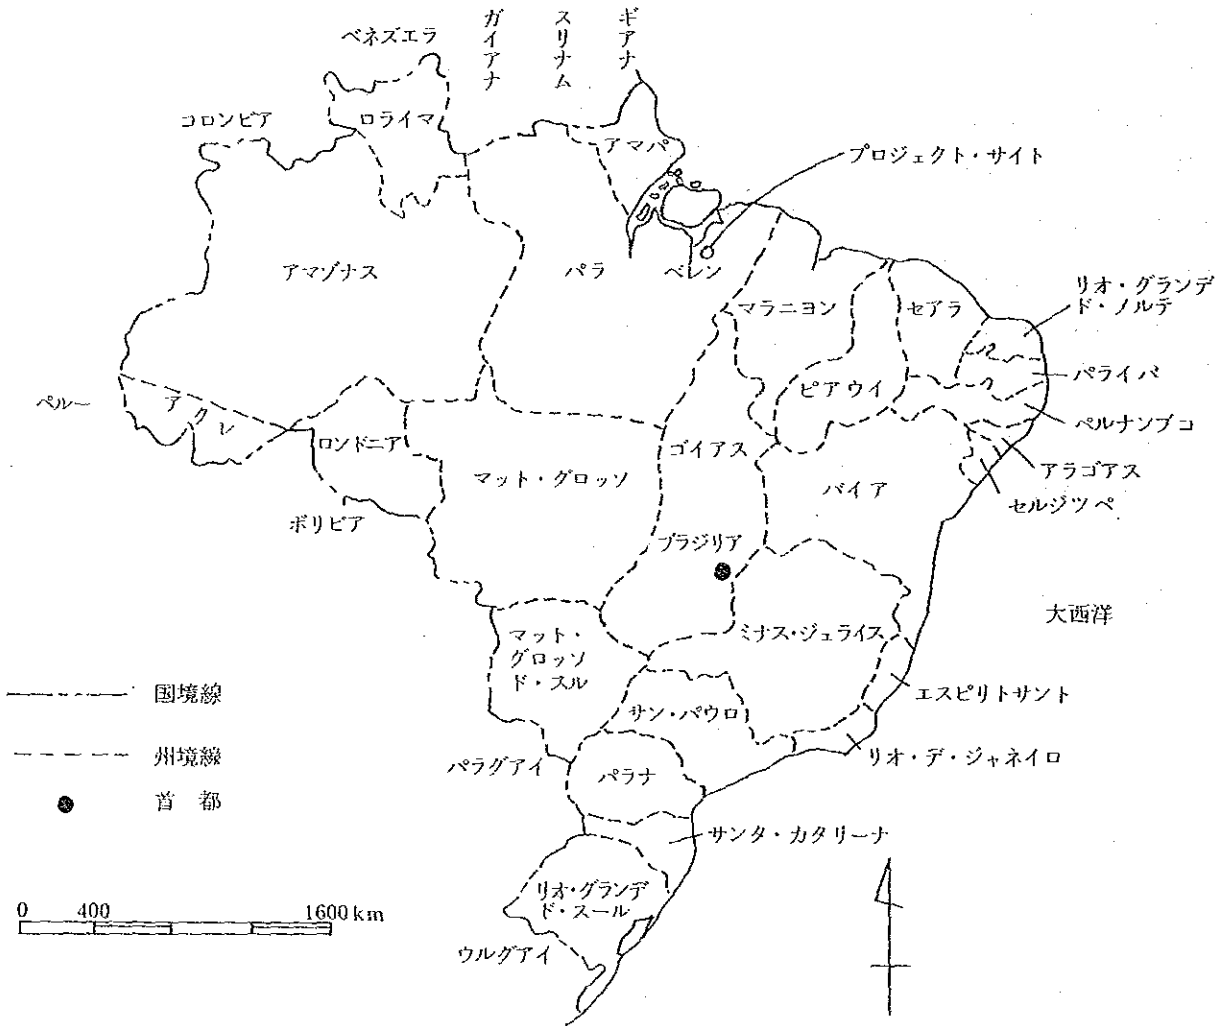 ベネズエラ
ガイアナ
スリナム
ギアナ
コロンビア
ロライマ
アマパ
プロジェクト・サイト
アマゾナス
パラ
ベレン
マラニヨン
セアラ
リオ・グランデ
ド・ノルテ
パライバ
ペルー
アクレ
ピアウイ
ペルナンブコ
ロンドニア
マット・グロッソ
ゴイアス
バイア
アラゴアス
セルジツペ
ボリビア
ブラジリア
大西洋
マット・
グロッソ
ド・スル
ミナス・ジェライス
国境線
エスピリトサント
サン・パウロ
州境線
リオ・デ・ジャネイロ
パラグアイ
パラナ
首都
サンタ・カタリーナ
リオ・グランデ
ド・スール
0 400 1600km
ウルグアイ